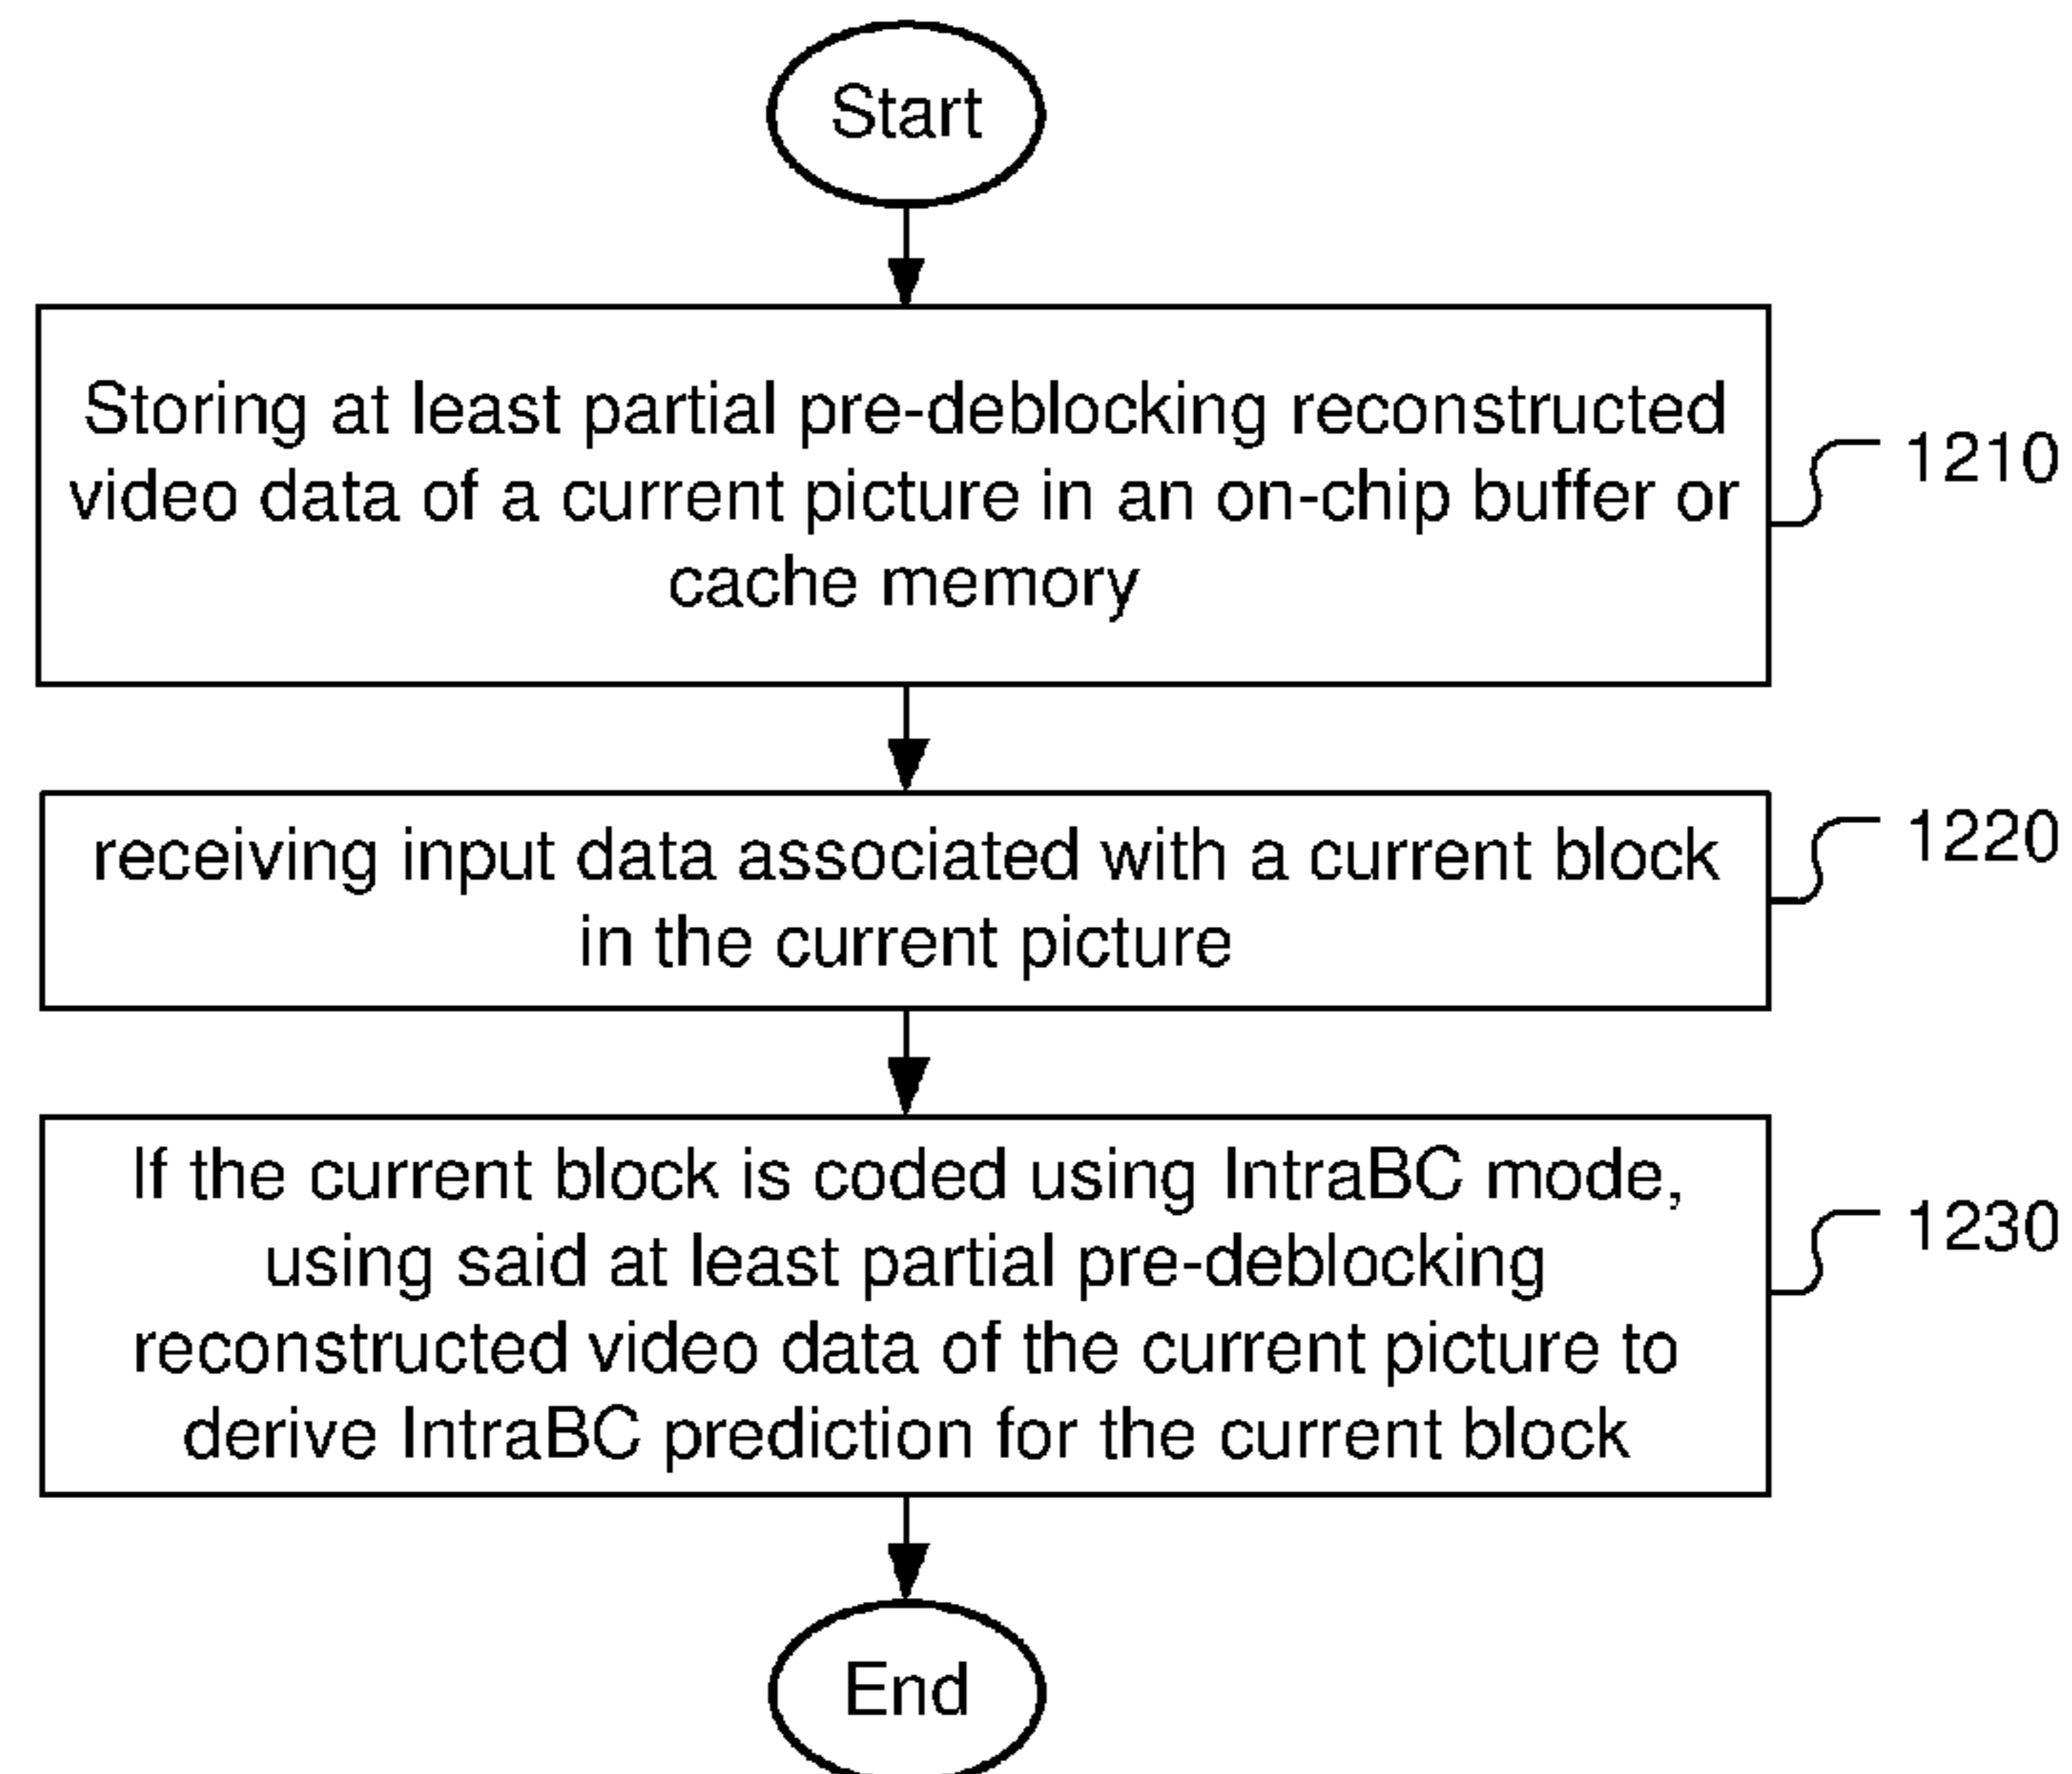 Start
Storing at least partial pre-deblocking reconstructed
video data of a current picture in an on-chip buffer or
cache memory
1210
receiving input data associated with a current block
in the current picture
1220
If the current block is coded using IntraBC mode,
using said at least partial pre-deblocking
reconstructed video data of the current picture to
derive IntraBC prediction for the current block
1230
End